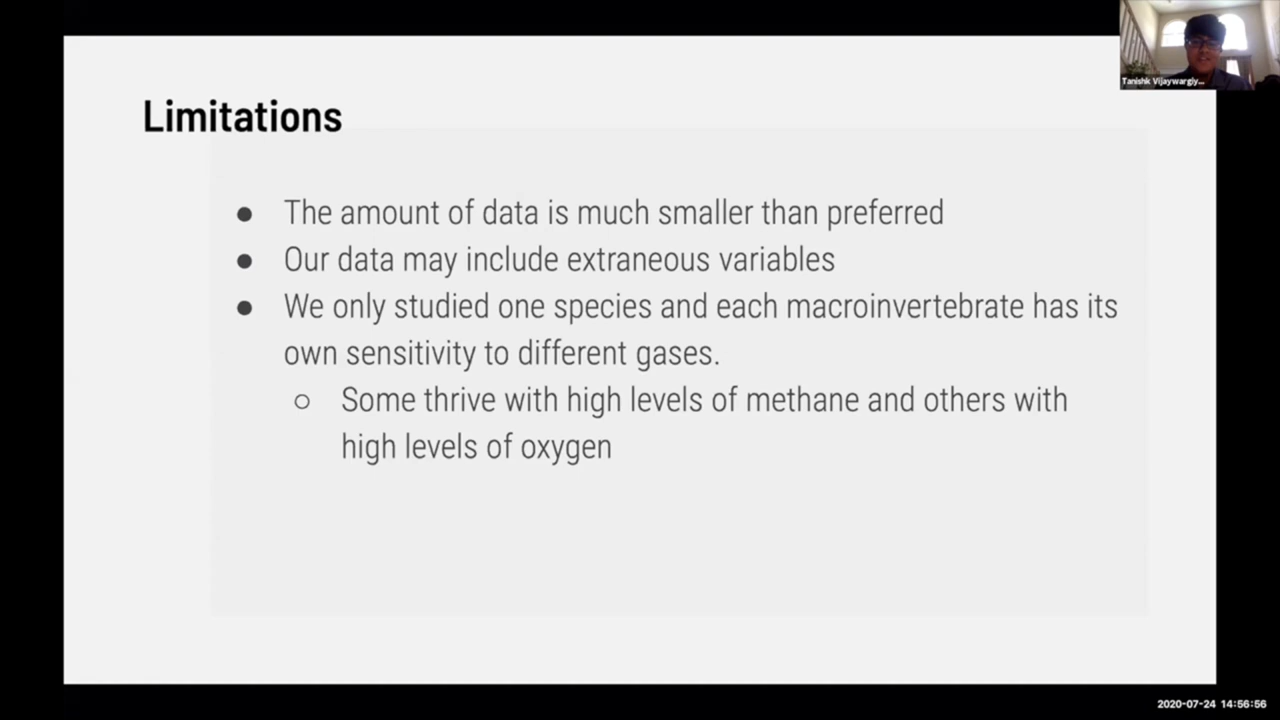 Limitations
Tanishk Vijaywargiy...
● The amount of data is much smaller than preferred
● Our data may include extraneous variables
● We only studied one species and each macroinvertebrate has its
own sensitivity to different gases.
○ Some thrive with high levels of methane and others with
high levels of oxygen
2020-07-24 14:56:56